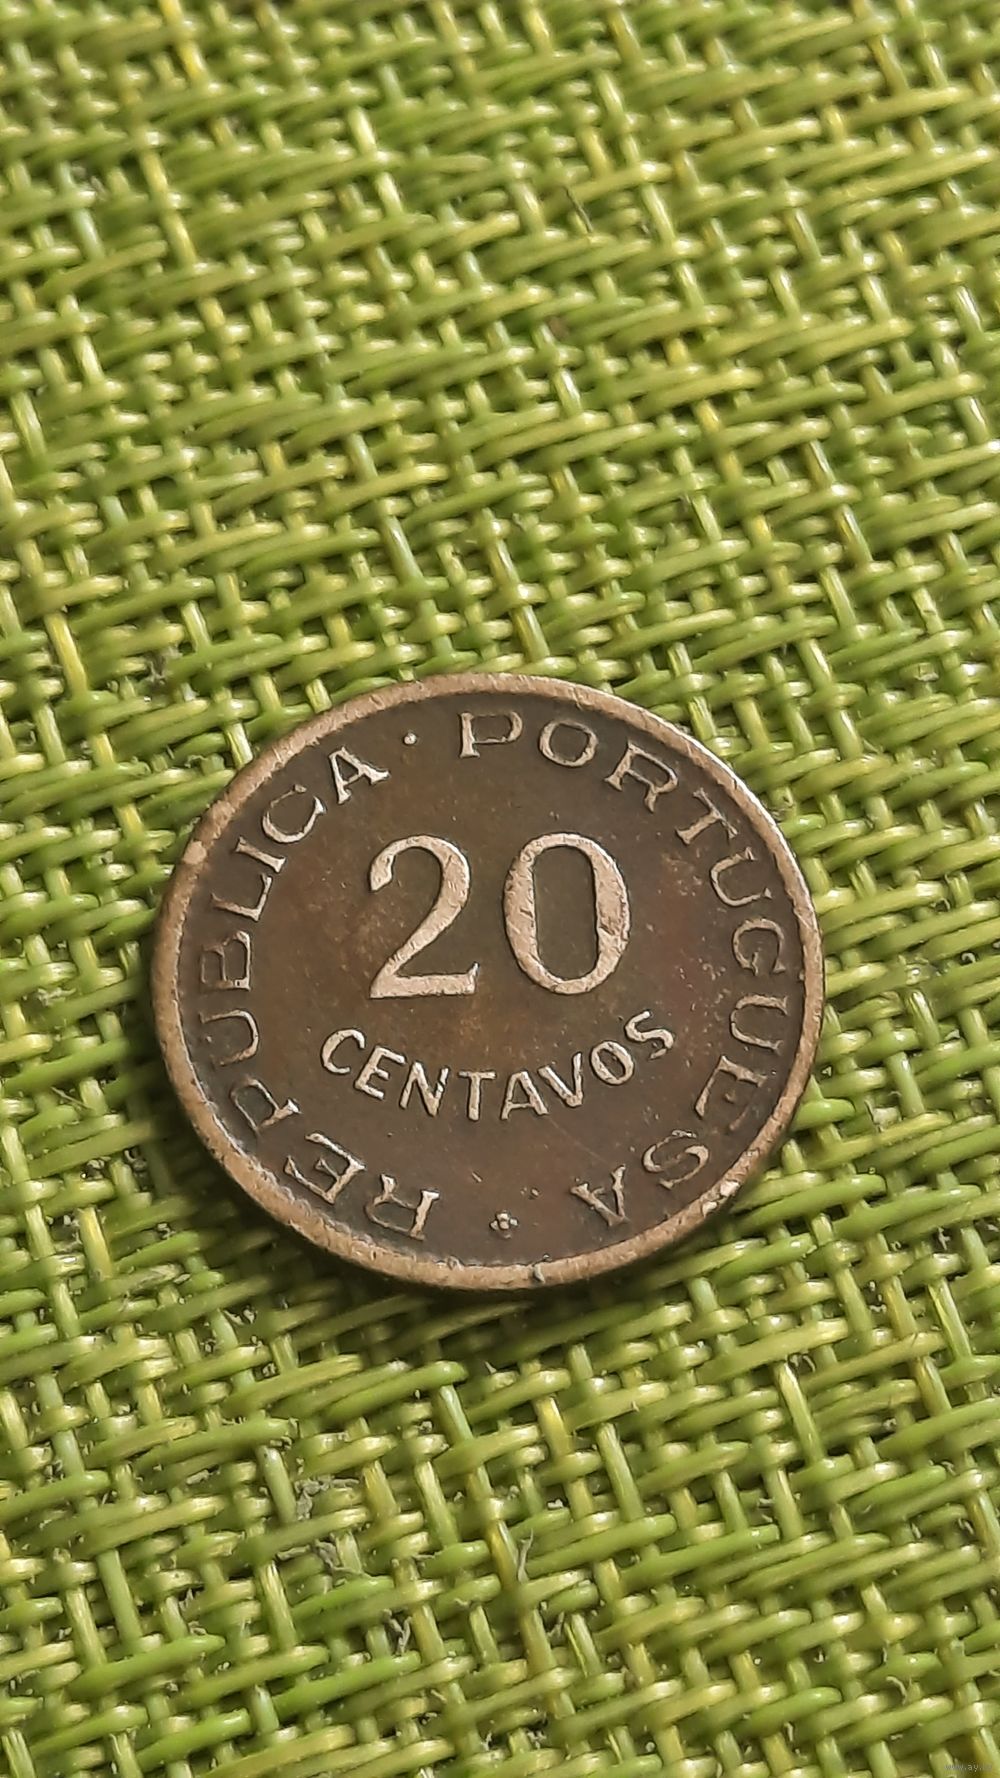 REPUBLICA · PORTUGUESA
20
CENTAVOS